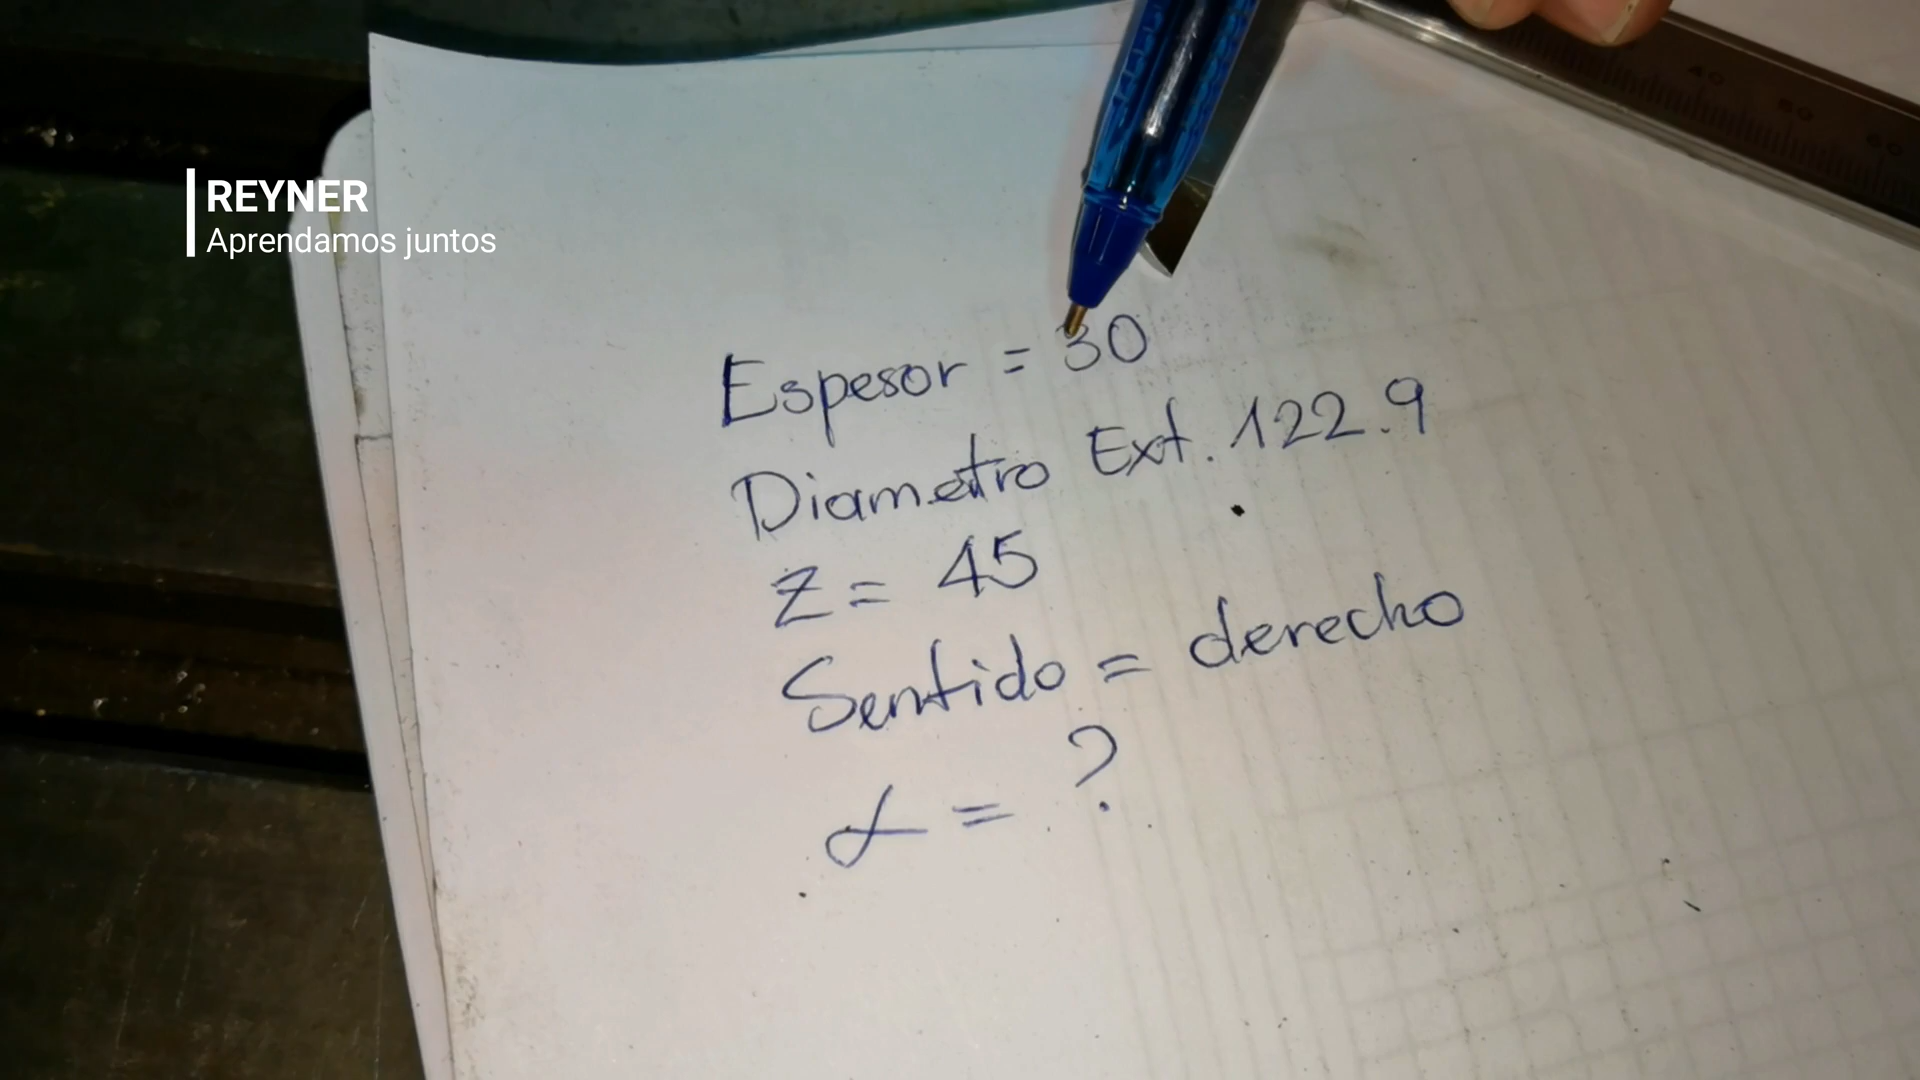 REYNER
Aprendamos juntos
Espesor = 30
Diametro Ext. 122.9
Z = 45
Sentido = derecho
α = ?